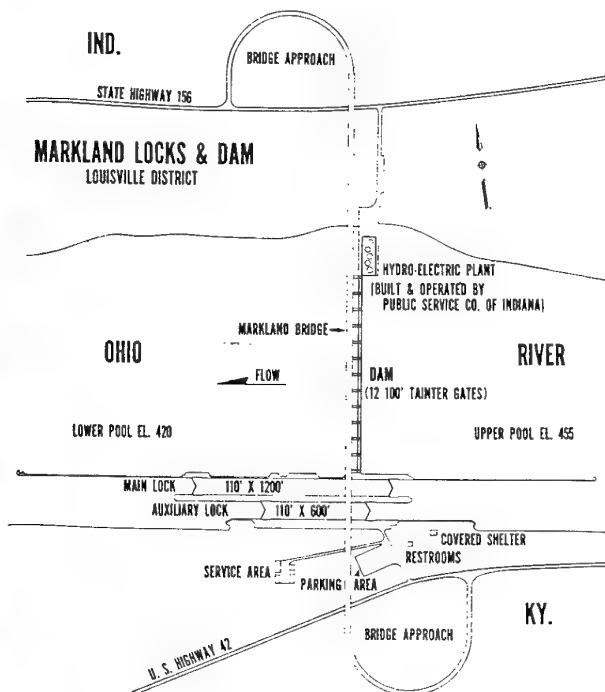 IND.
BRIDGE APPROACH
STATE HIGHWAY 156
MARKLAND LOCKS & DAM
LOUISVILLE DISTRICT
HYDRO-ELECTRIC PLANT
(BUILT & OPERATED BY
PUBLIC SERVICE CO. OF INDIANA)
MARKLAND BRIDGE
OHIO
RIVER
FLOW
DAM
(12 100' TAINTER GATES)
LOWER POOL EL. 420
UPPER POOL EL. 455
MAIN LOCK
110' X 1200'
AUXILIARY LOCK
110' X 600'
COVERED SHELTER
RESTROOMS
SERVICE AREA
PARKING AREA
KY.
BRIDGE APPROACH
U. S. HIGHWAY 42